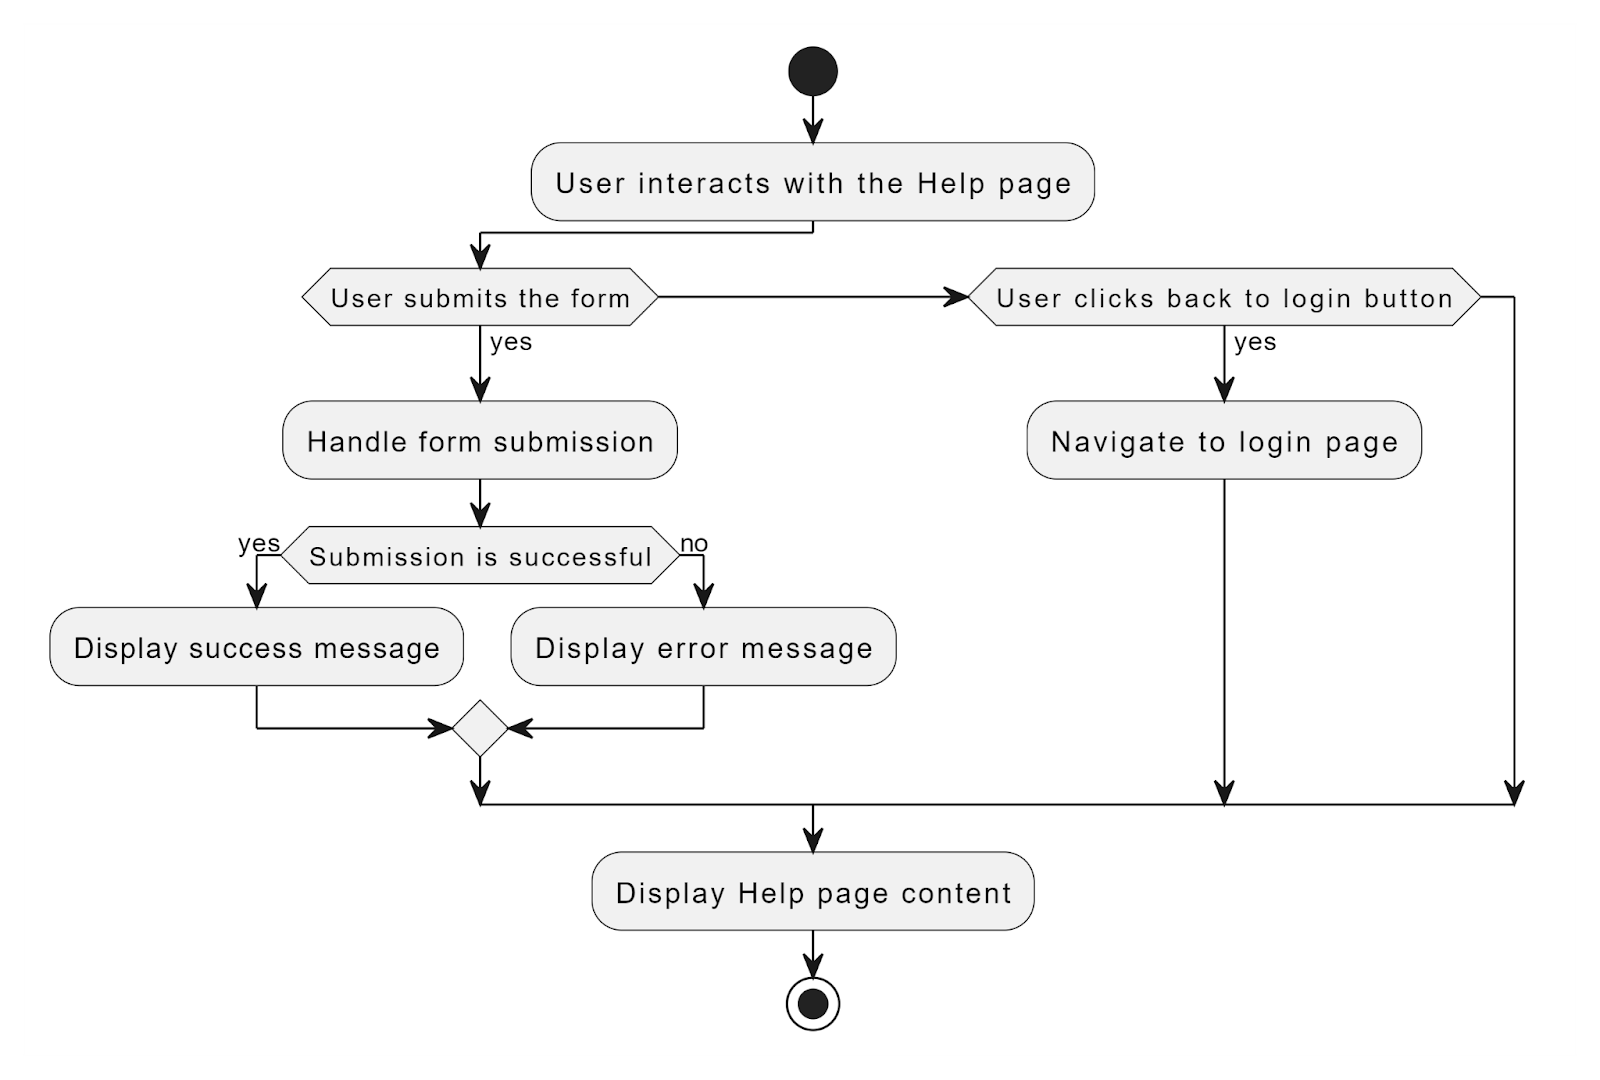 User interacts with the Help page
User submits the form
User clicks back to login button
yes
yes
Handle form submission
Navigate to login page
yes
Submission is successful
no
Display success message
Display error message
Display Help page content